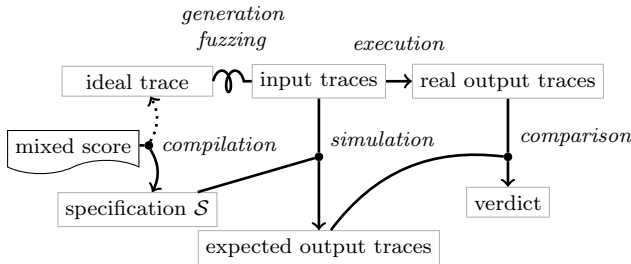 generation
fuzzing
execution
ideal trace
input traces
real output traces
mixed score
compilation
simulation
comparison
specification 𝒮
verdict
expected output traces